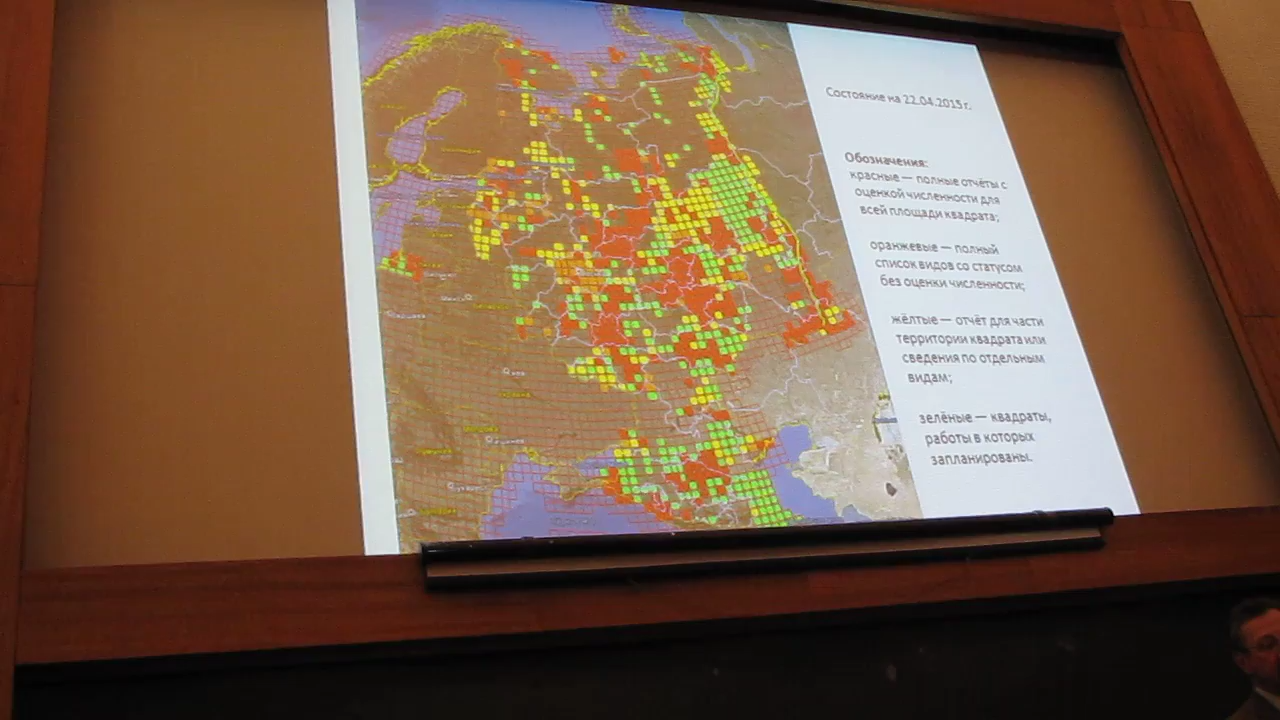 Состояние на 22.04.2015 г.
Обозначения:
красные — полные отчёты с
оценкой численности для
всей площади квадрата;
оранжевые — полный
список видов со статусом
без оценки численности;
жёлтые — отчёт для части
территории квадрата или
сведения по отдельным
видам;
зелёные — квадраты,
работы в которых
запланированы.